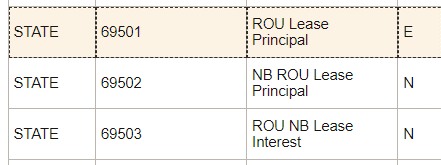 STATE 69501 ROU Lease Principal E
STATE 69502 NB ROU Lease Principal N
STATE 69503 ROU NB Lease Interest N